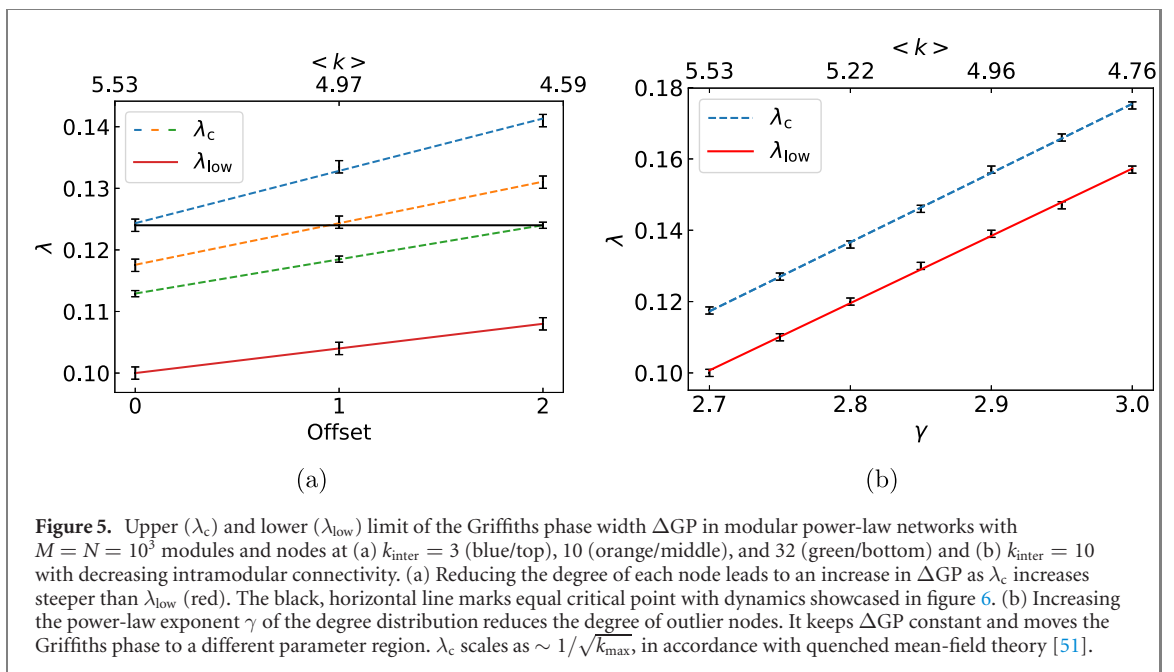 < k >
5.53 4.97 4.59
0.14
0.13
0.12
0.11
0.10
λ
λc
λlow
0 1 2
Offset
(a)
< k >
5.53 5.22 4.96 4.76
0.18
0.16
0.14
0.12
0.10
λ
λc
λlow
2.7 2.8 2.9 3.0
γ
(b)
Figure 5. Upper (λc) and lower (λlow) limit of the Griffiths phase width ΔGP in modular power-law networks with
M = N = 10³ modules and nodes at (a) kinter = 3 (blue/top), 10 (orange/middle), and 32 (green/bottom) and (b) kinter = 10
with decreasing intramodular connectivity. (a) Reducing the degree of each node leads to an increase in ΔGP as λc increases
steeper than λlow (red). The black, horizontal line marks equal critical point with dynamics showcased in figure 6. (b) Increasing
the power-law exponent γ of the degree distribution reduces the degree of outlier nodes. It keeps ΔGP constant and moves the
Griffiths phase to a different parameter region. λc scales as ∼ 1/√kmax, in accordance with quenched mean-field theory [51].